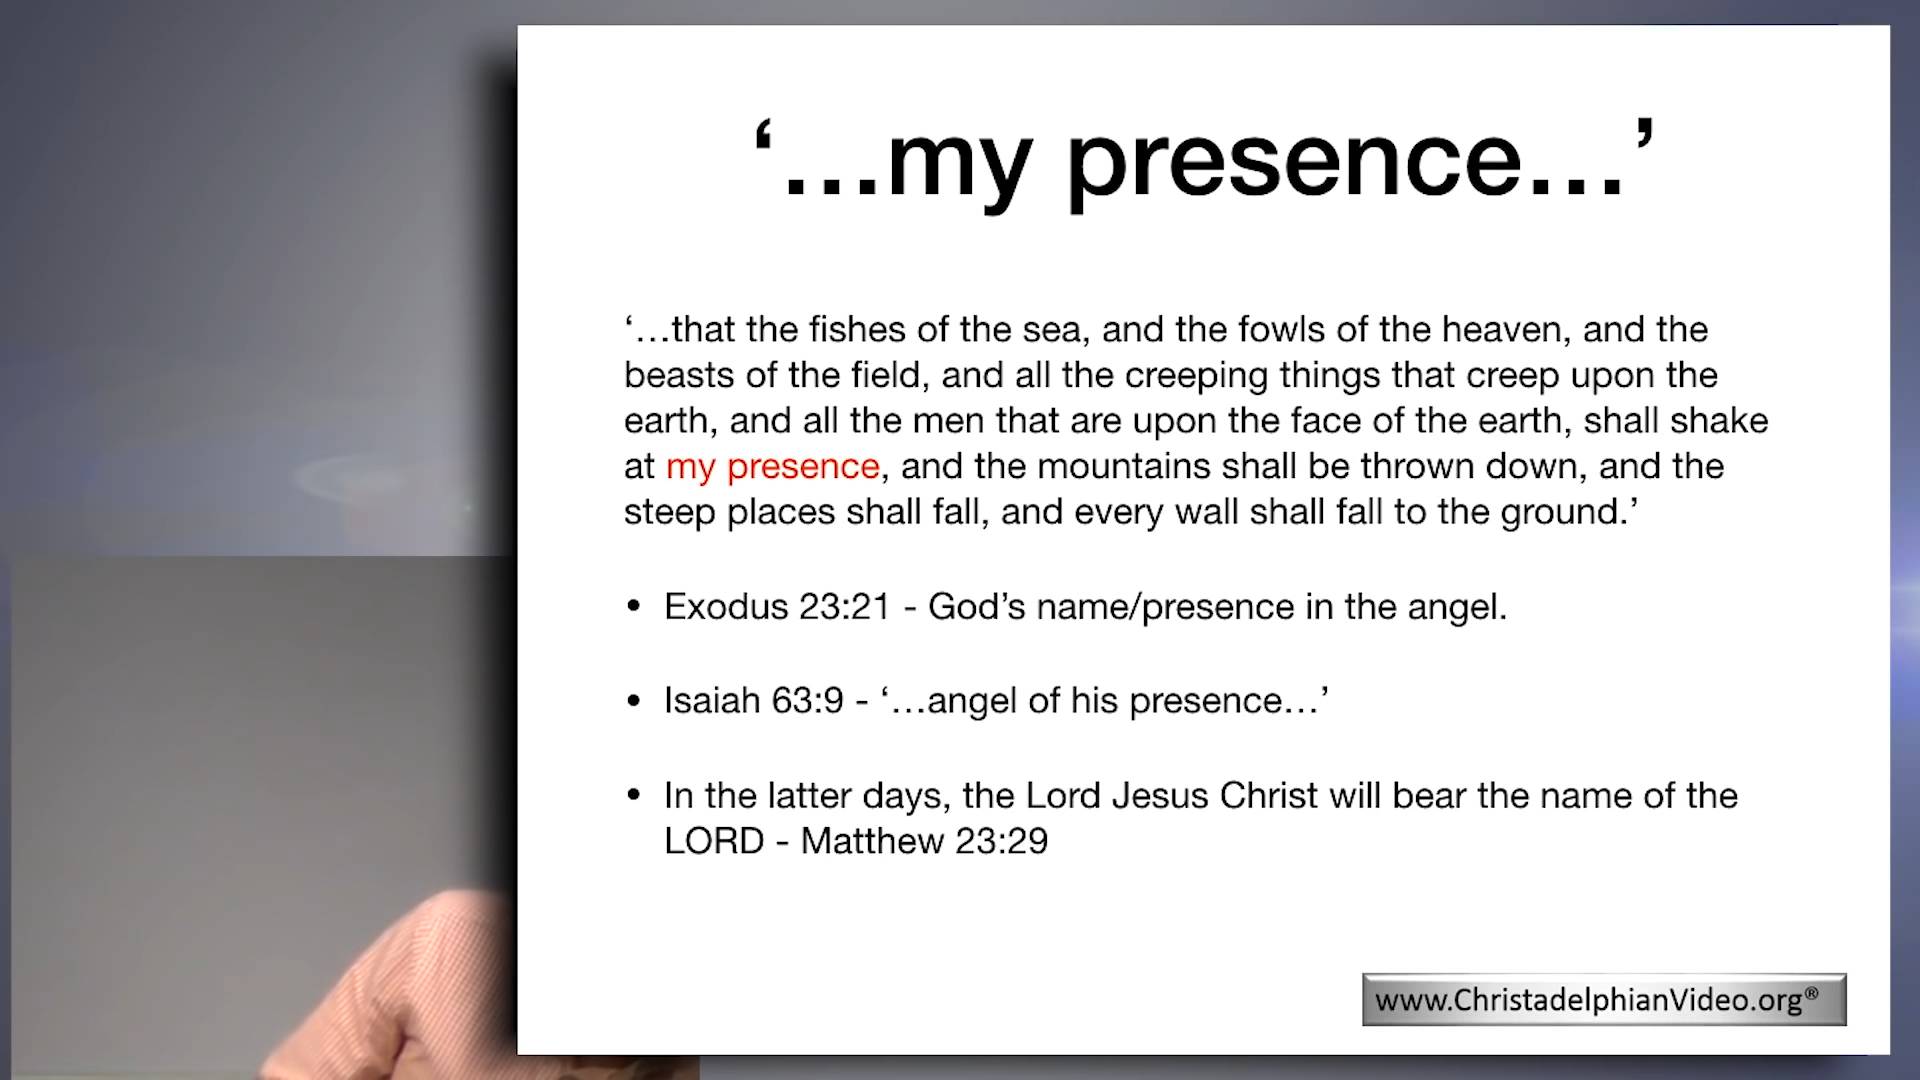 ‘…my presence…’
‘…that the fishes of the sea, and the fowls of the heaven, and the
beasts of the field, and all the creeping things that creep upon the
earth, and all the men that are upon the face of the earth, shall shake
at my presence, and the mountains shall be thrown down, and the
steep places shall fall, and every wall shall fall to the ground.’
• Exodus 23:21 - God’s name/presence in the angel.
• Isaiah 63:9 - ‘…angel of his presence…’
• In the latter days, the Lord Jesus Christ will bear the name of the
LORD - Matthew 23:29
www.ChristadelphianVideo.org®